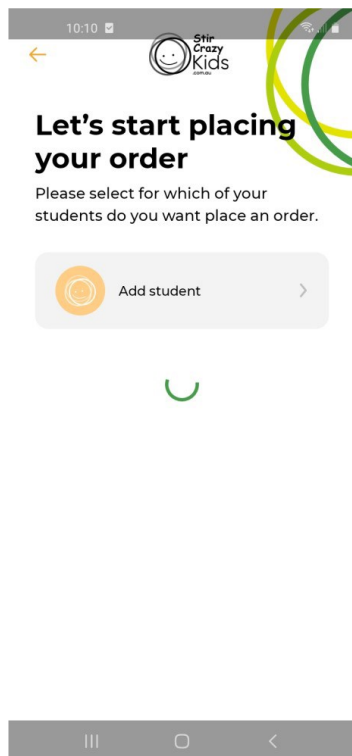 10:10
Stir
Crazy
Kids
.com.au
Let's start placing
your order
Please select for which of your
students do you want place an order.
Add student